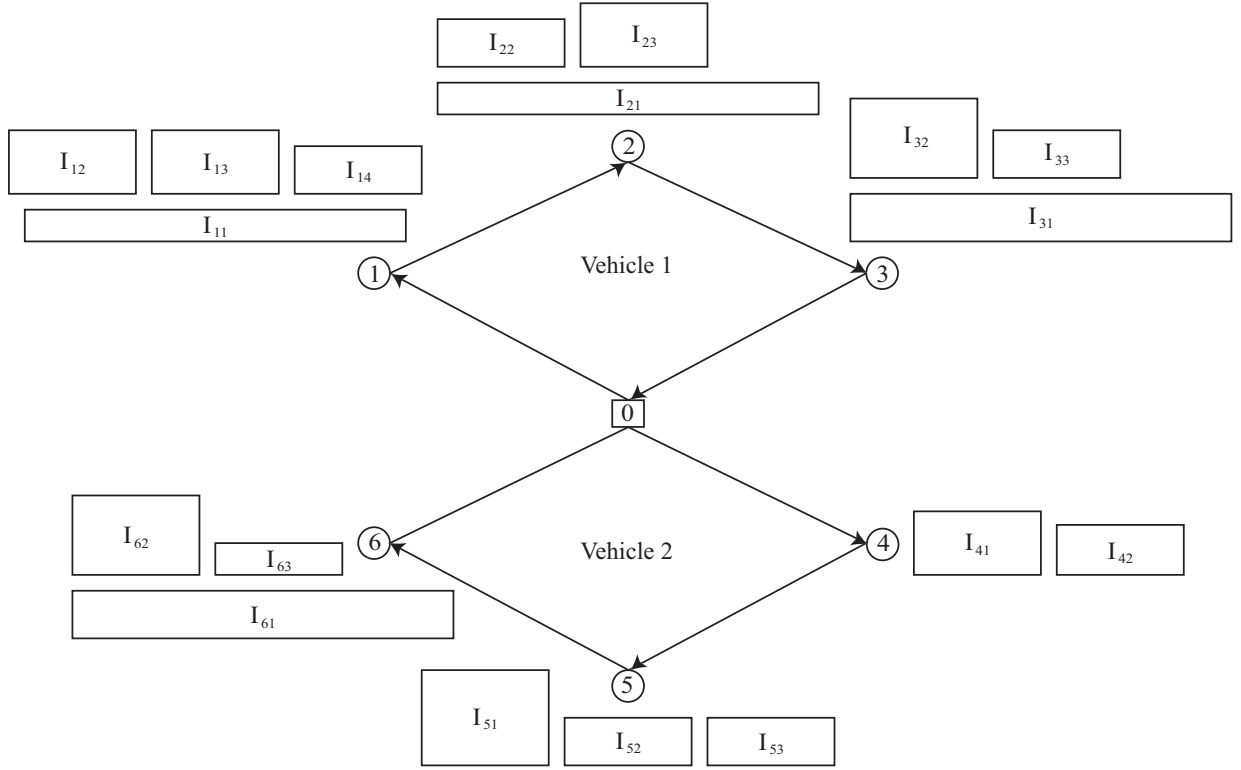 I₂₂ I₂₃
I₂₁
I₁₂ I₁₃ I₁₄
I₁₁
2
I₃₂ I₃₃
I₃₁
1 Vehicle 1 3
0
I₆₂ I₆₃
I₆₁
6 Vehicle 2 4
I₄₁ I₄₂
5
I₅₁ I₅₂ I₅₃